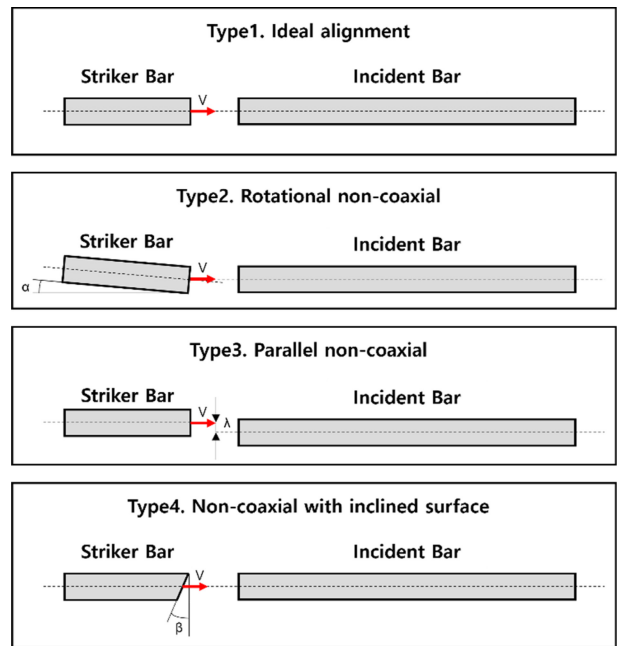 Type1. Ideal alignment
Striker Bar Incident Bar
V
Type2. Rotational non-coaxial
Striker Bar Incident Bar
V
α
Type3. Parallel non-coaxial
Striker Bar Incident Bar
V
λ
Type4. Non-coaxial with inclined surface
Striker Bar Incident Bar
V
β